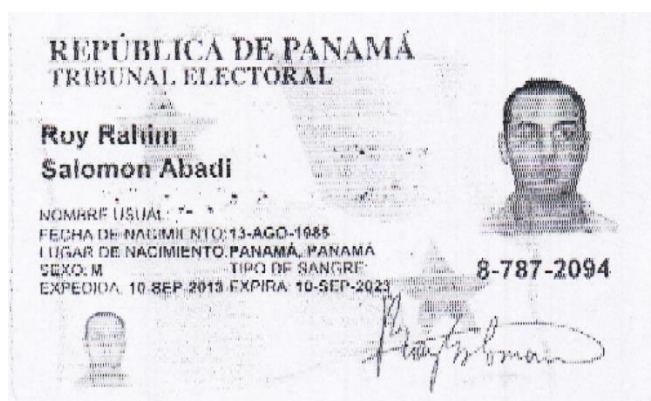 REPÚBLICA DE PANAMÁ
TRIBUNAL ELECTORAL
Roy Rahim
Salomon Abadi
NOMBRE USUAL:
FECHA DE NACIMIENTO: 13-AGO-1985
LUGAR DE NACIMIENTO: PANAMÁ, PANAMÁ
SEXO: M TIPO DE SANGRE:
EXPEDIDA: 10-SEP-2013 EXPIRA: 10-SEP-2023
8-787-2094